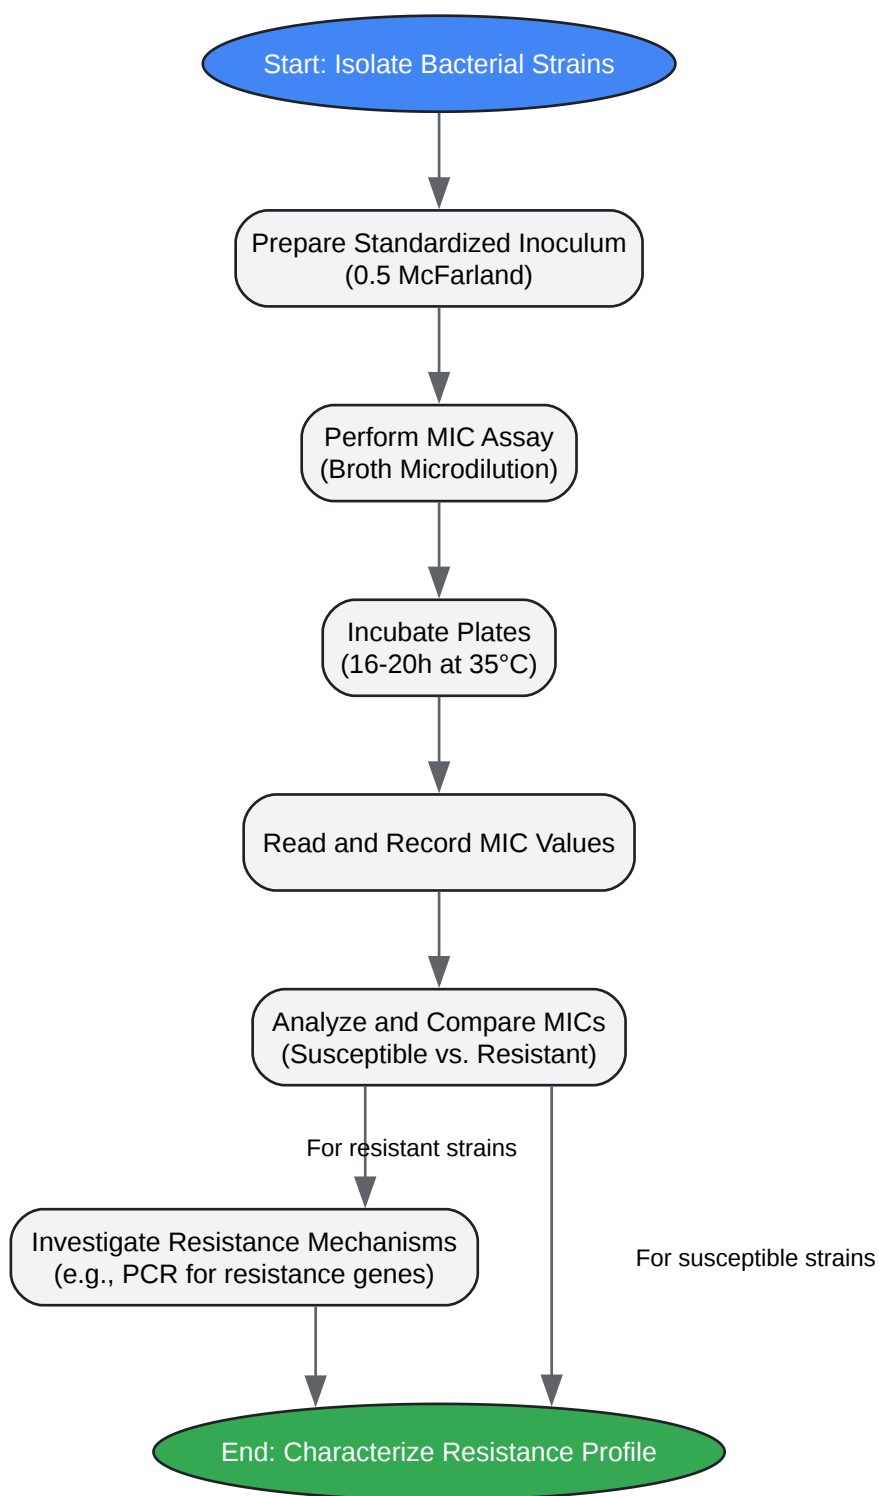 Start: Isolate Bacterial Strains
Prepare Standardized Inoculum
(0.5 McFarland)
Perform MIC Assay
(Broth Microdilution)
Incubate Plates
(16-20h at 35°C)
Read and Record MIC Values
Analyze and Compare MICs
(Susceptible vs. Resistant)
For resistant strains
Investigate Resistance Mechanisms
(e.g., PCR for resistance genes)
For susceptible strains
End: Characterize Resistance Profile